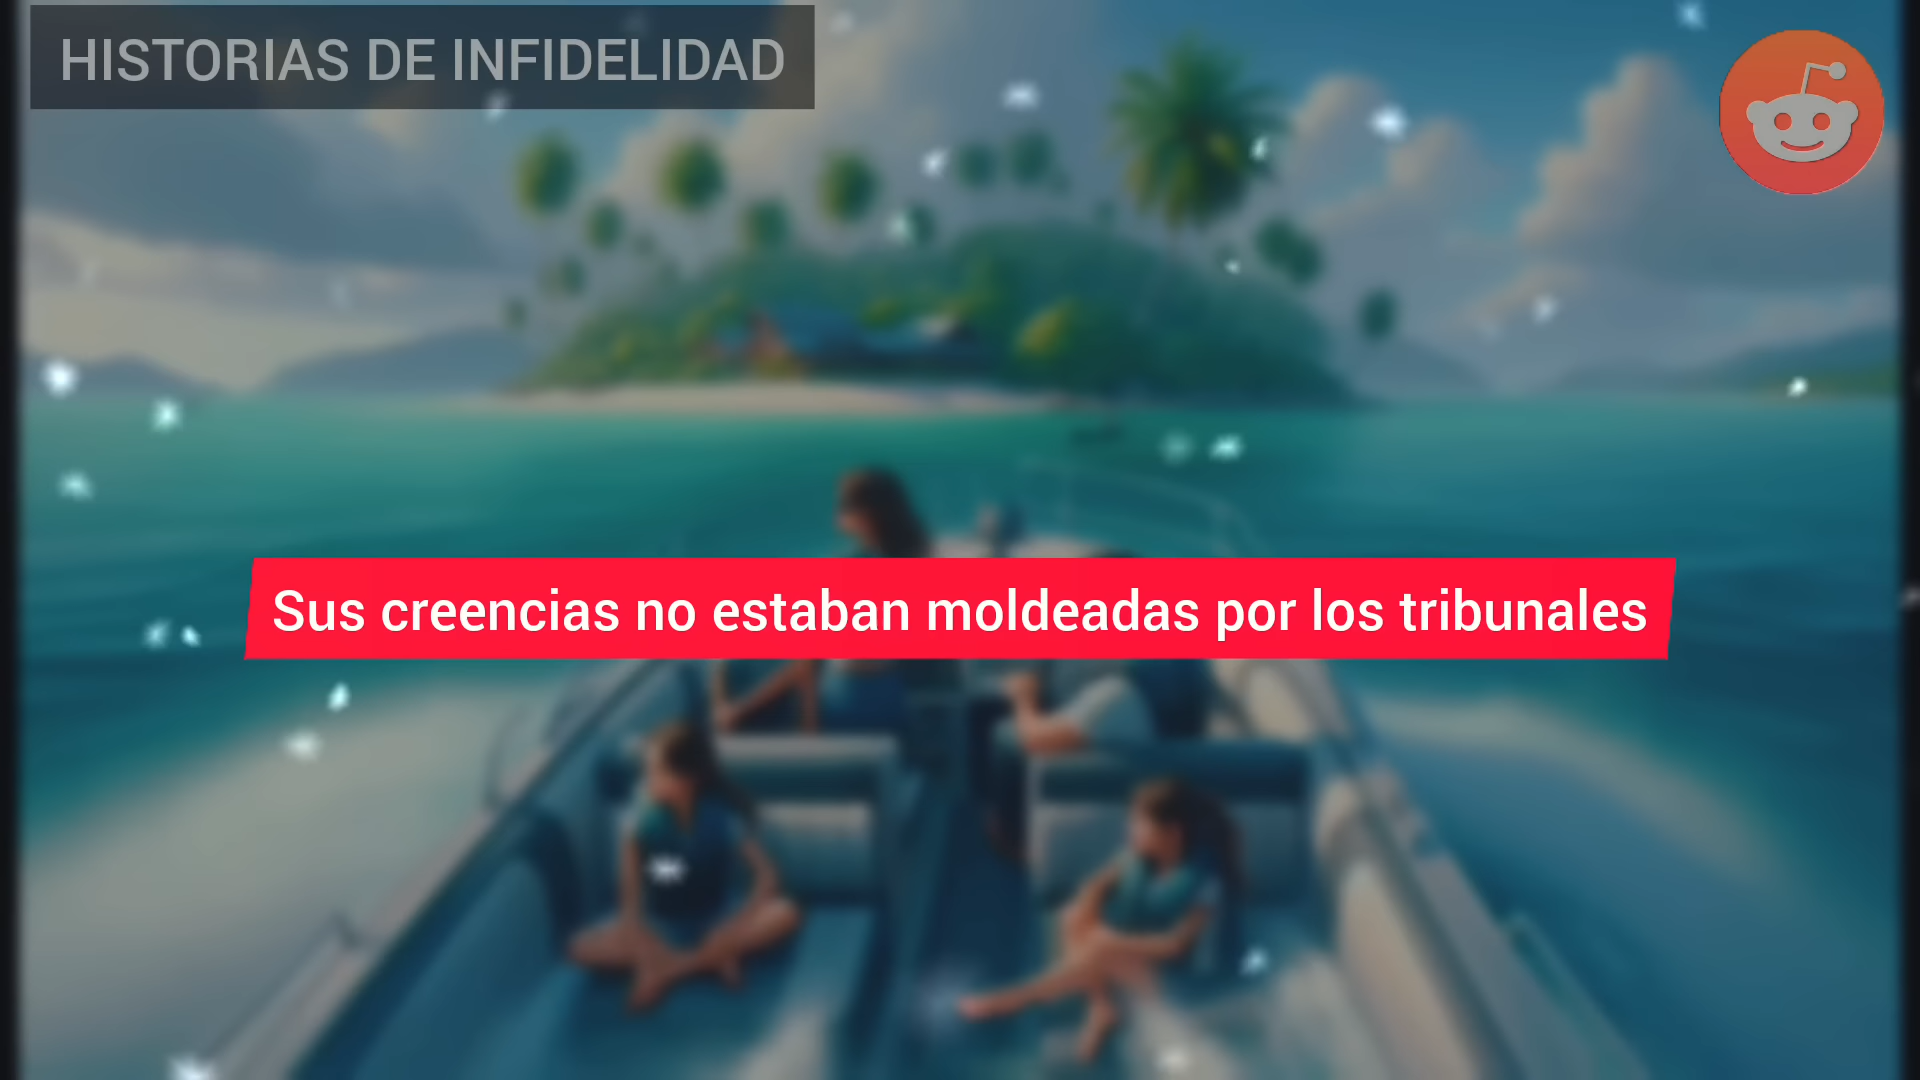 HISTORIAS DE INFIDELIDAD
Sus creencias no estaban moldeadas por los tribunales